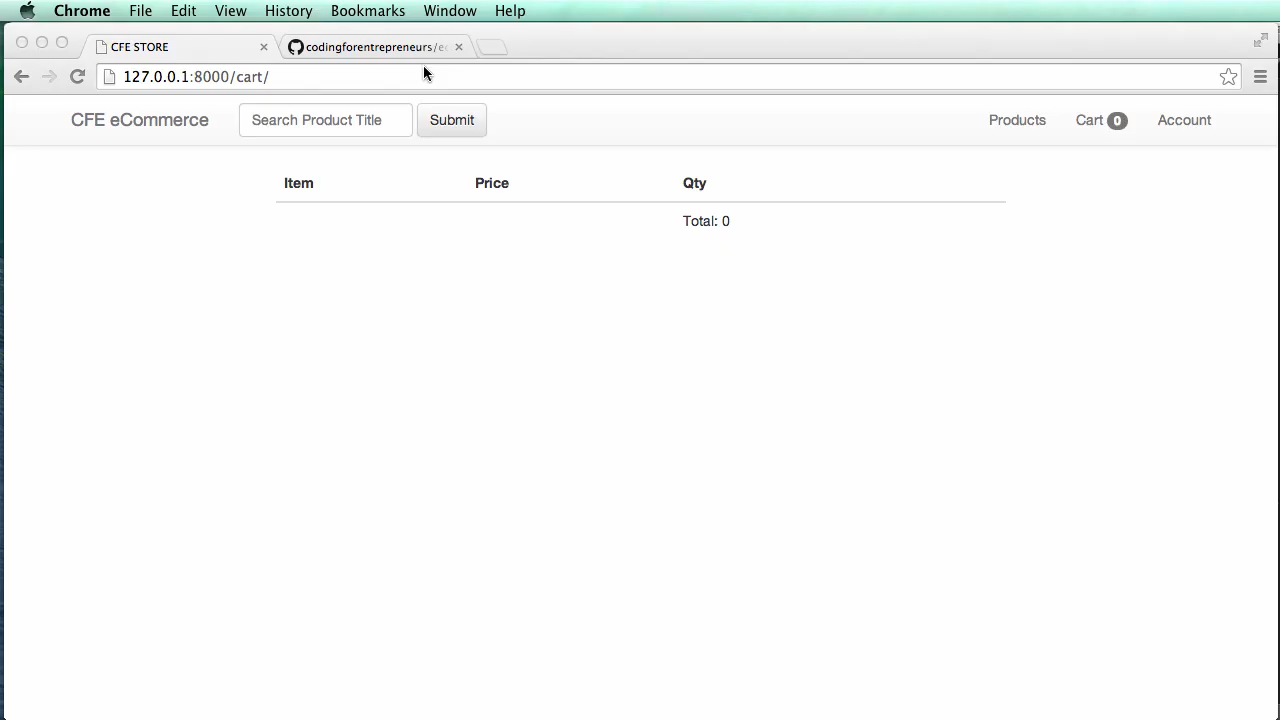 Chrome File Edit View History Bookmarks Window Help
CFE STORE
codingforentrepreneurs/e
127.0.0.1:8000/cart/
CFE eCommerce
Search Product Title
Submit
Products
Cart 0
Account
Item Price Qty
Total: 0